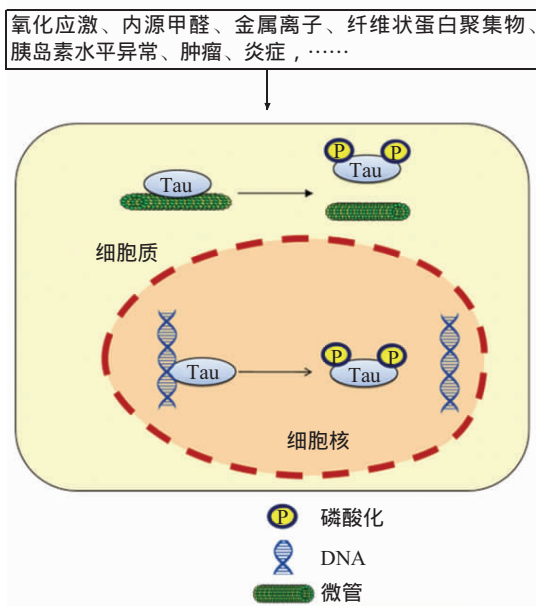 氧化应激、内源甲醛、金属离子、纤维状蛋白聚集物、
胰岛素水平异常、肿瘤、炎症，……
P P
Tau
Tau
细胞质
P P
Tau
Tau
细胞核
P 磷酸化
DNA
微管